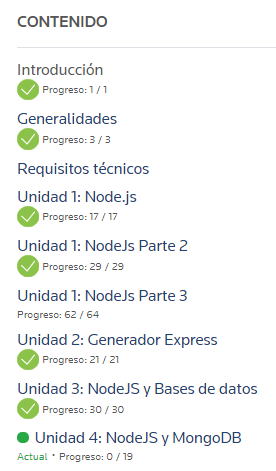 CONTENIDO
Introducción
Progreso: 1 / 1
Generalidades
Progreso: 3 / 3
Requisitos técnicos
Unidad 1: Node.js
Progreso: 17 / 17
Unidad 1: NodeJs Parte 2
Progreso: 29 / 29
Unidad 1: NodeJs Parte 3
Progreso: 62 / 64
Unidad 2: Generador Express
Progreso: 21 / 21
Unidad 3: NodeJS y Bases de datos
Progreso: 30 / 30
Unidad 4: NodeJS y MongoDB
Actual · Progreso: 0 / 19